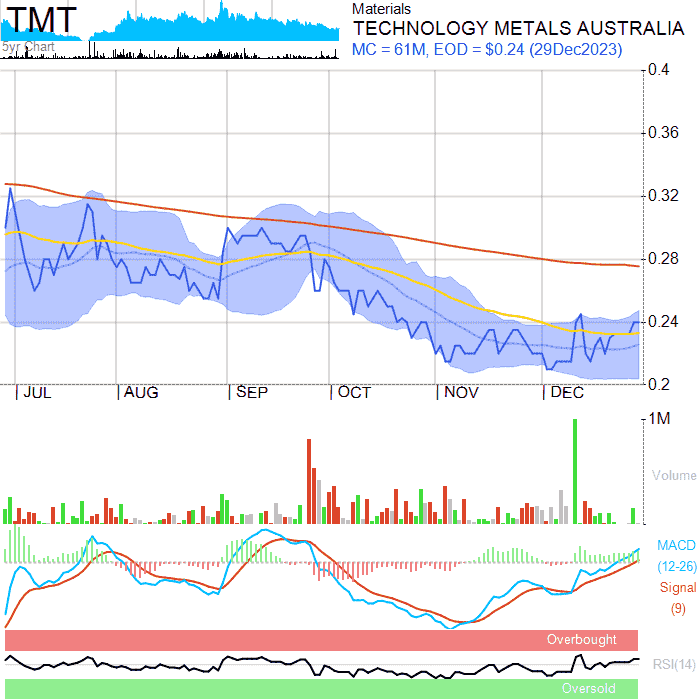 TMT
5yr Chart
Materials
TECHNOLOGY METALS AUSTRALIA
MC = 61M, EOD = $0.24 (29Dec2023)
0.4
0.36
0.32
0.28
0.24
0.2
JUL AUG SEP OCT NOV DEC
1M
Volume
MACD
(12-26)
Signal
(9)
Overbought
RSI(14)
Oversold